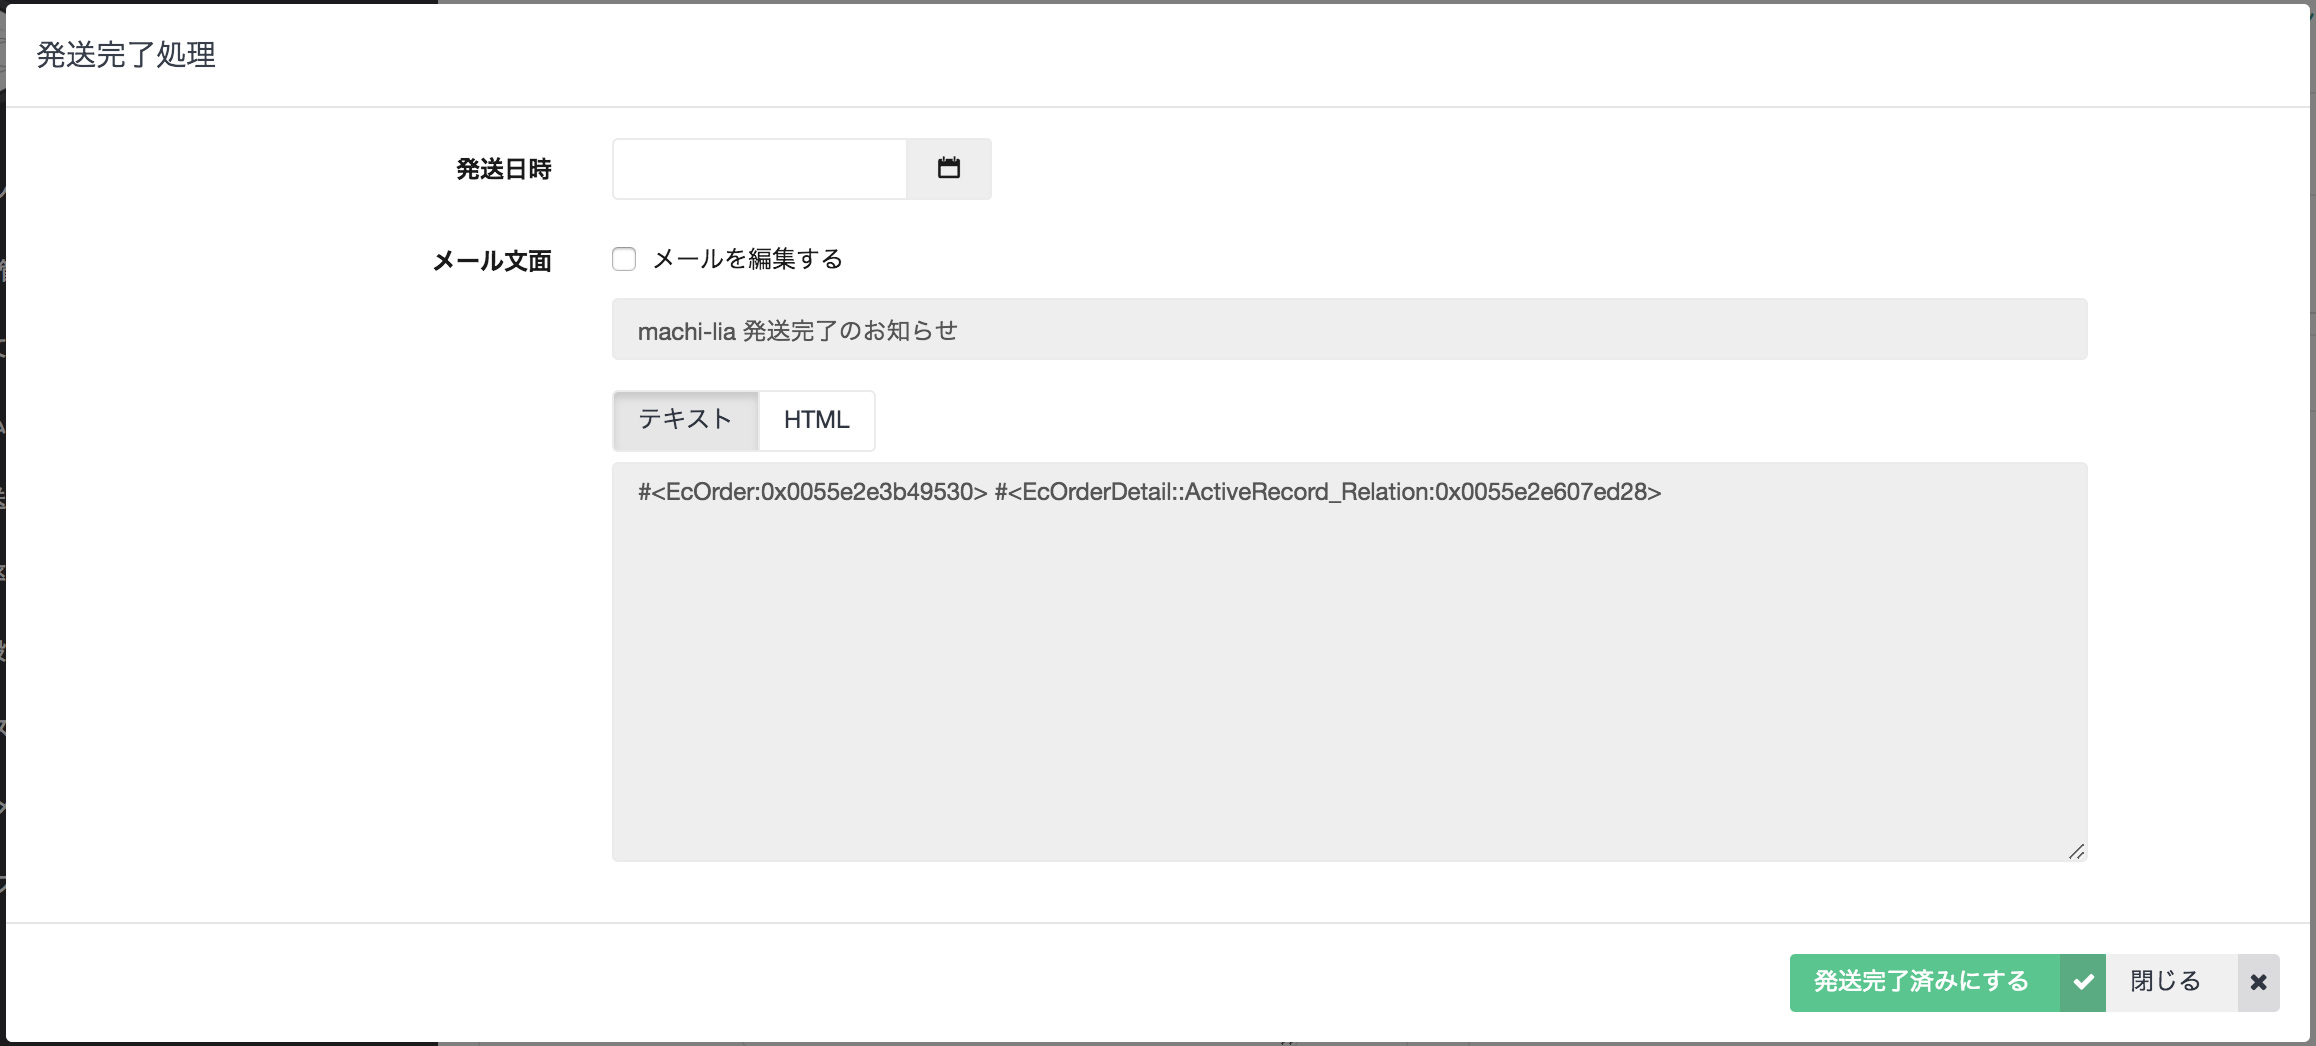 発送完了処理
発送日時
メール文面
メールを編集する
machi-lia 発送完了のお知らせ
テキスト
HTML
#<EcOrder:0x0055e2e3b49530> #<EcOrderDetail::ActiveRecord_Relation:0x0055e2e607ed28>
発送完了済みにする
閉じる